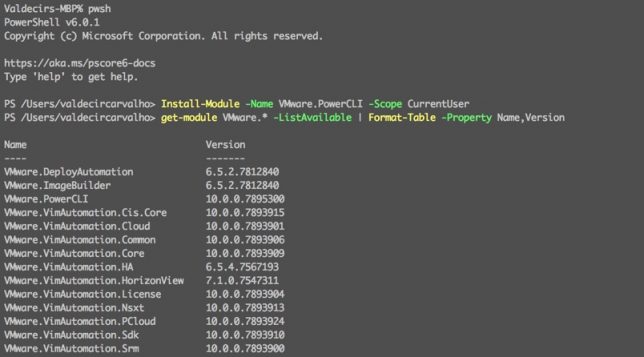 Valdecirs-MBP% pwsh
PowerShell v6.0.1
Copyright (c) Microsoft Corporation. All rights reserved.
https://aka.ms/pscore6-docs
Type 'help' to get help.
PS /Users/valdecircarvalho> Install-Module -Name VMware.PowerCLI -Scope CurrentUser
PS /Users/valdecircarvalho> get-module VMware.* -ListAvailable | Format-Table -Property Name,Version
Name Version
---- -------
VMware.DeployAutomation 6.5.2.7812840
VMware.ImageBuilder 6.5.2.7812840
VMware.PowerCLI 10.0.0.7895300
VMware.VimAutomation.Cis.Core 10.0.0.7893915
VMware.VimAutomation.Cloud 10.0.0.7893901
VMware.VimAutomation.Common 10.0.0.7893906
VMware.VimAutomation.Core 10.0.0.7893909
VMware.VimAutomation.HA 6.5.4.7567193
VMware.VimAutomation.HorizonView 7.1.0.7547311
VMware.VimAutomation.License 10.0.0.7893904
VMware.VimAutomation.Nsxt 10.0.0.7893913
VMware.VimAutomation.PCloud 10.0.0.7893924
VMware.VimAutomation.Sdk 10.0.0.7893910
VMware.VimAutomation.Srm 10.0.0.7893900